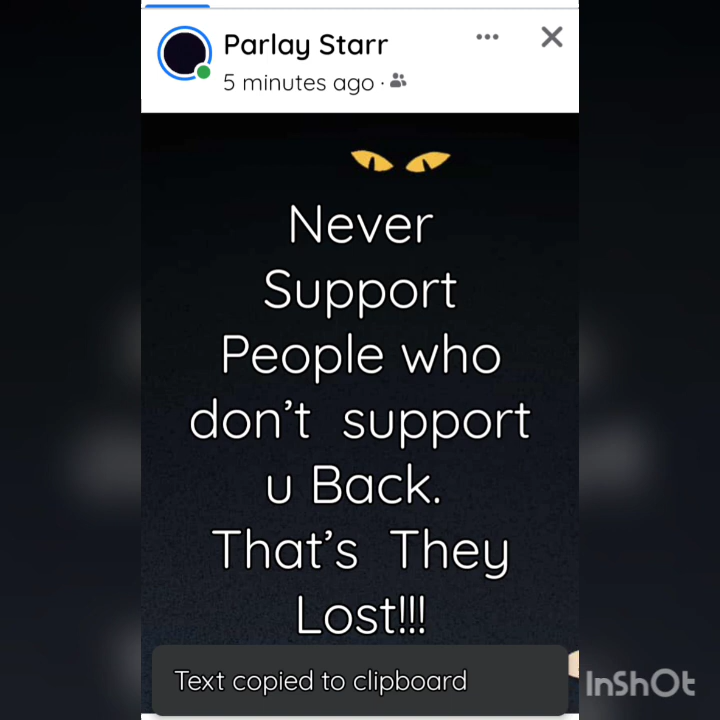 Parlay Starr
5 minutes ago ·
Never
Support
People who
don’t support
u Back.
That’s They
Lost!!!
Text copied to clipboard
InShOt